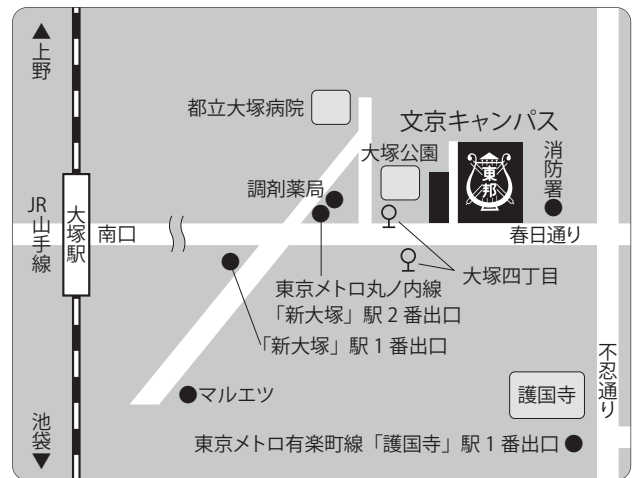 ▲上野
都立大塚病院
文京キャンパス
大塚公園
消防署
東邦
調剤薬局
JR山手線
大塚駅
南口
春日通り
大塚四丁目
東京メトロ丸ノ内線
「新大塚」駅 2 番出口
「新大塚」駅 1 番出口
不忍通り
マルエツ
護国寺
池袋▼
東京メトロ有楽町線「護国寺」駅 1 番出口